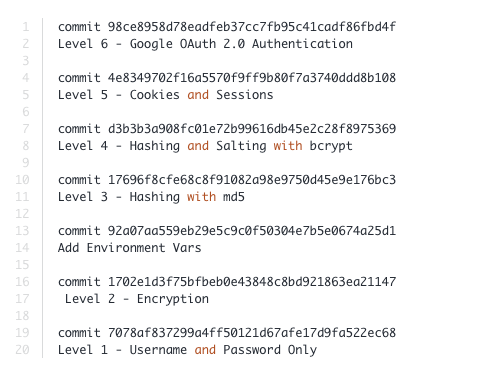 1 commit 98ce8958d78eadfeb37cc7fb95c41cadf86fbd4f
2 Level 6 - Google OAuth 2.0 Authentication
3
4 commit 4e8349702f16a5570f9ff9b80f7a3740ddd8b108
5 Level 5 - Cookies and Sessions
6
7 commit d3b3b3a908fc01e72b99616db45e2c28f8975369
8 Level 4 - Hashing and Salting with bcrypt
9
10 commit 17696f8cfe68c8f91082a98e9750d45e9e176bc3
11 Level 3 - Hashing with md5
12
13 commit 92a07aa559eb29e5c9c0f50304e7b5e0674a25d1
14 Add Environment Vars
15
16 commit 1702e1d3f75bfbeb0e43848c8bd921863ea21147
17 Level 2 - Encryption
18
19 commit 7078af837299a4ff50121d67afe17d9fa522ec68
20 Level 1 - Username and Password Only